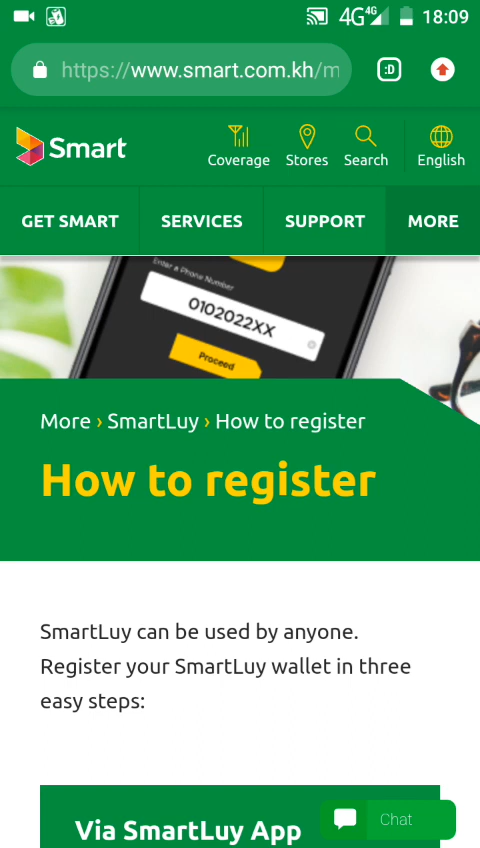 4G 4G 18:09
https://www.smart.com.kh/m
:D
Smart
Coverage Stores Search English
GET SMART SERVICES SUPPORT MORE
Enter a Phone Number
0102022XX
Proceed
More › SmartLuy › How to register
How to register
SmartLuy can be used by anyone.
Register your SmartLuy wallet in three
easy steps:
Via SmartLuy App
Chat